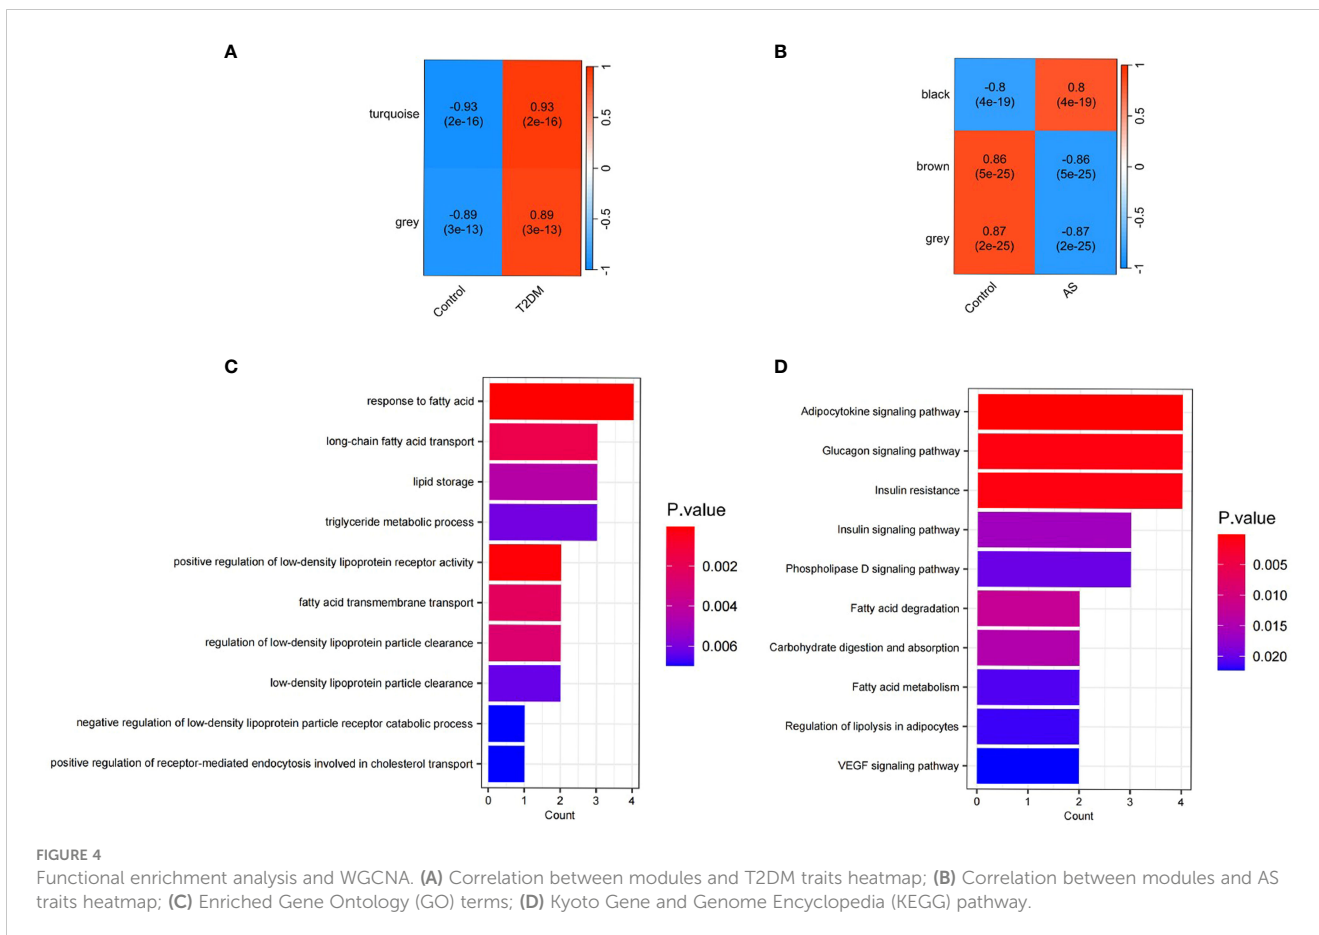 A
turquoise
-0.93
(2e-16)
0.93
(2e-16)
grey
-0.89
(3e-13)
0.89
(3e-13)
Control
T2DM
1
0.5
0
-0.5
-1
B
black
-0.8
(4e-19)
0.8
(4e-19)
brown
0.86
(5e-25)
-0.86
(5e-25)
grey
0.87
(2e-25)
-0.87
(2e-25)
Control
AS
1
0.5
0
-0.5
-1
C
response to fatty acid
long-chain fatty acid transport
lipid storage
triglyceride metabolic process
positive regulation of low-density lipoprotein receptor activity
fatty acid transmembrane transport
regulation of low-density lipoprotein particle clearance
low-density lipoprotein particle clearance
negative regulation of low-density lipoprotein particle receptor catabolic process
positive regulation of receptor-mediated endocytosis involved in cholesterol transport
0 1 2 3 4
Count
P.value
0.002
0.004
0.006
D
Adipocytokine signaling pathway
Glucagon signaling pathway
Insulin resistance
Insulin signaling pathway
Phospholipase D signaling pathway
Fatty acid degradation
Carbohydrate digestion and absorption
Fatty acid metabolism
Regulation of lipolysis in adipocytes
VEGF signaling pathway
0 1 2 3 4
Count
P.value
0.005
0.010
0.015
0.020
FIGURE 4
Functional enrichment analysis and WGCNA. (A) Correlation between modules and T2DM traits heatmap; (B) Correlation between modules and AS
traits heatmap; (C) Enriched Gene Ontology (GO) terms; (D) Kyoto Gene and Genome Encyclopedia (KEGG) pathway.